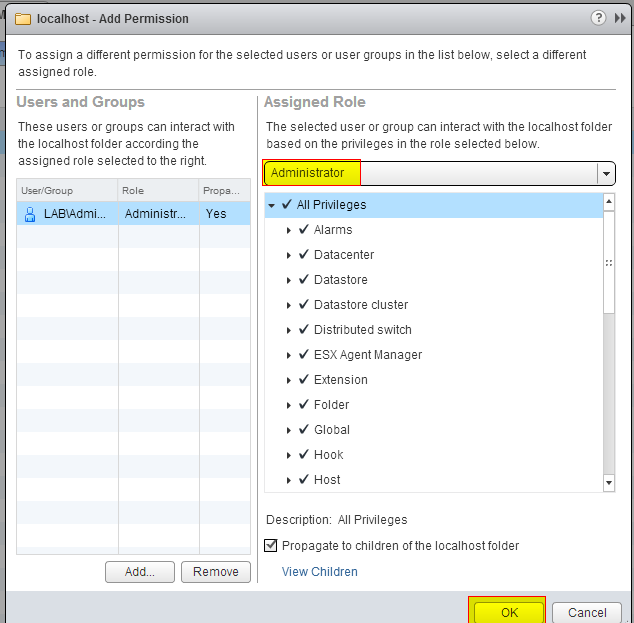 localhost - Add Permission
To assign a different permission for the selected users or user groups in the list below, select a different
assigned role.
Users and Groups
These users or groups can interact with
the localhost folder according the
assigned role selected to the right.
User/Group Role Propa...
LAB\Admi... Administr... Yes
Add... Remove
Assigned Role
The selected user or group can interact with the localhost folder
based on the privileges in the role selected below.
Administrator
All Privileges
Alarms
Datacenter
Datastore
Datastore cluster
Distributed switch
ESX Agent Manager
Extension
Folder
Global
Hook
Host
Description: All Privileges
Propagate to children of the localhost folder
View Children
OK Cancel